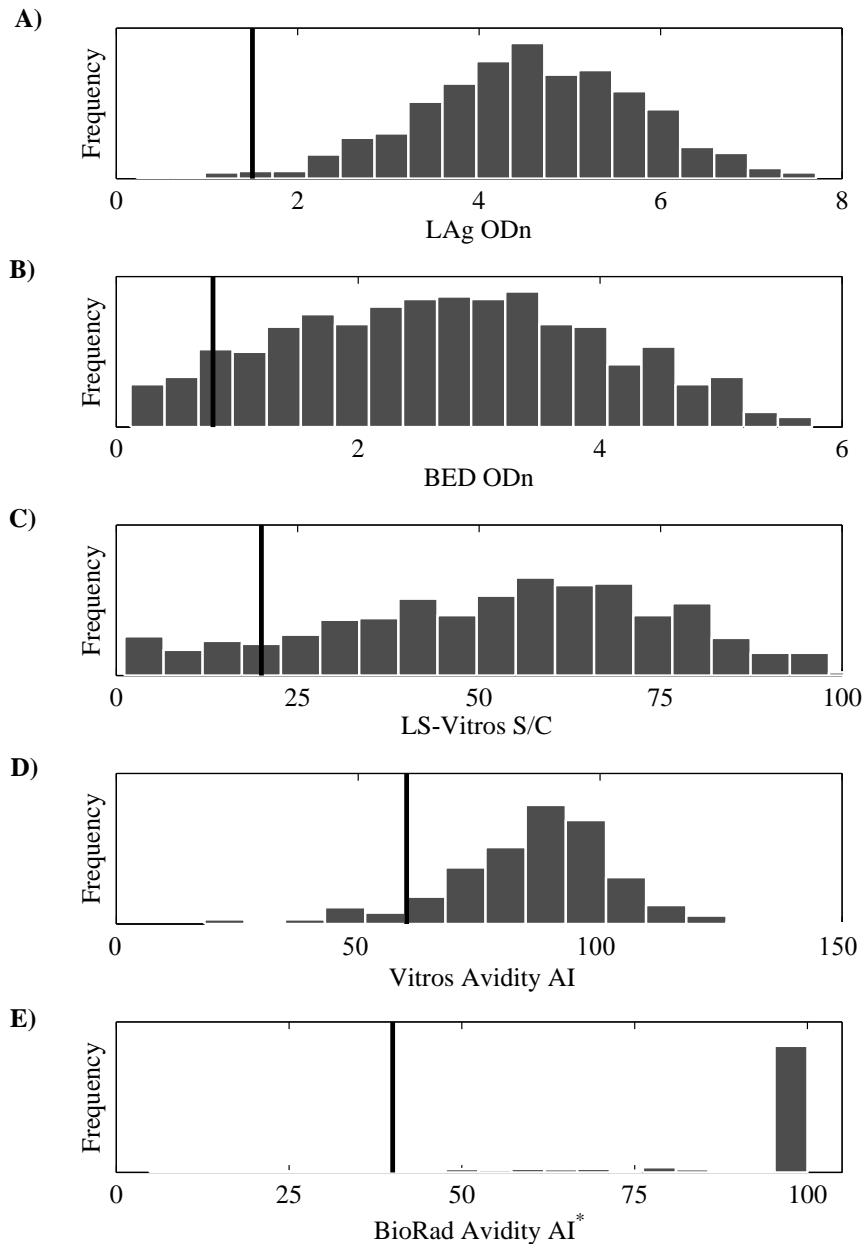 A)
Frequency
0 2 4 6 8
LAg ODn
B)
Frequency
0 2 4 6
BED ODn
C)
Frequency
0 25 50 75 100
LS-Vitros S/C
D)
Frequency
0 50 100 150
Vitros Avidity AI
E)
Frequency
0 25 50 75 100
BioRad Avidity AI*